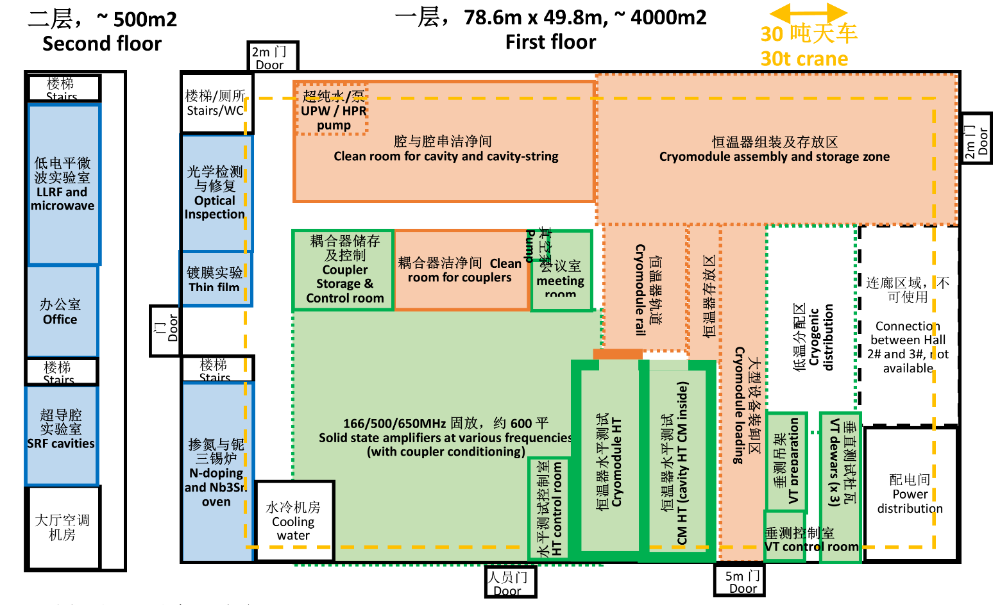 二层，~ 500m2
Second floor
一层，78.6m x 49.8m, ~ 4000m2
First floor
30 吨天车
30t crane
2m 门
Door
楼梯
Stairs
低电平微
波实验室
LLRF and
microwave
办公室
Office
楼梯
Stairs
超导腔
实验室
SRF cavities
大厅空调
机房
楼梯/厕所
Stairs/WC
光学检测
与修复
Optical
Inspection
镀膜实验
Thin film
门
Door
楼梯
Stairs
掺氮与铌
三锡炉
N-doping
and Nb3Sn
oven
水冷机房
Cooling
water
超纯水/泵
UPW / HPR
pump
腔与腔串洁净间
Clean room for cavity and cavity-string
恒温器组装及存放区
Cryomodule assembly and storage zone
2m 门
Door
耦合器储存
及控制
Coupler
Storage &
Control room
耦合器洁净间 Clean
room for couplers
真空泵
Pump
会议室
meeting
room
恒温器轨道
Cryomodule rail
恒温器存放区
大型设备装卸区
Cryomodule loading
低温分配区
Cryogenic
distribution
连廊区域，不
可使用
Connection
between Hall
2# and 3#, not
available
166/500/650MHz 固放，约 600 平
Solid state amplifiers at various frequencies
(with coupler conditioning)
水平测试控制室
HT control room
恒温器水平测试
Cryomodule HT
恒温器水平测试
CM HT (cavity HT CM inside)
垂测吊架
VT preparation
垂直测试杜瓦
VT dewars (x 3)
垂测控制室
VT control room
配电间
Power
distribution
人员门
Door
5m 门
Door